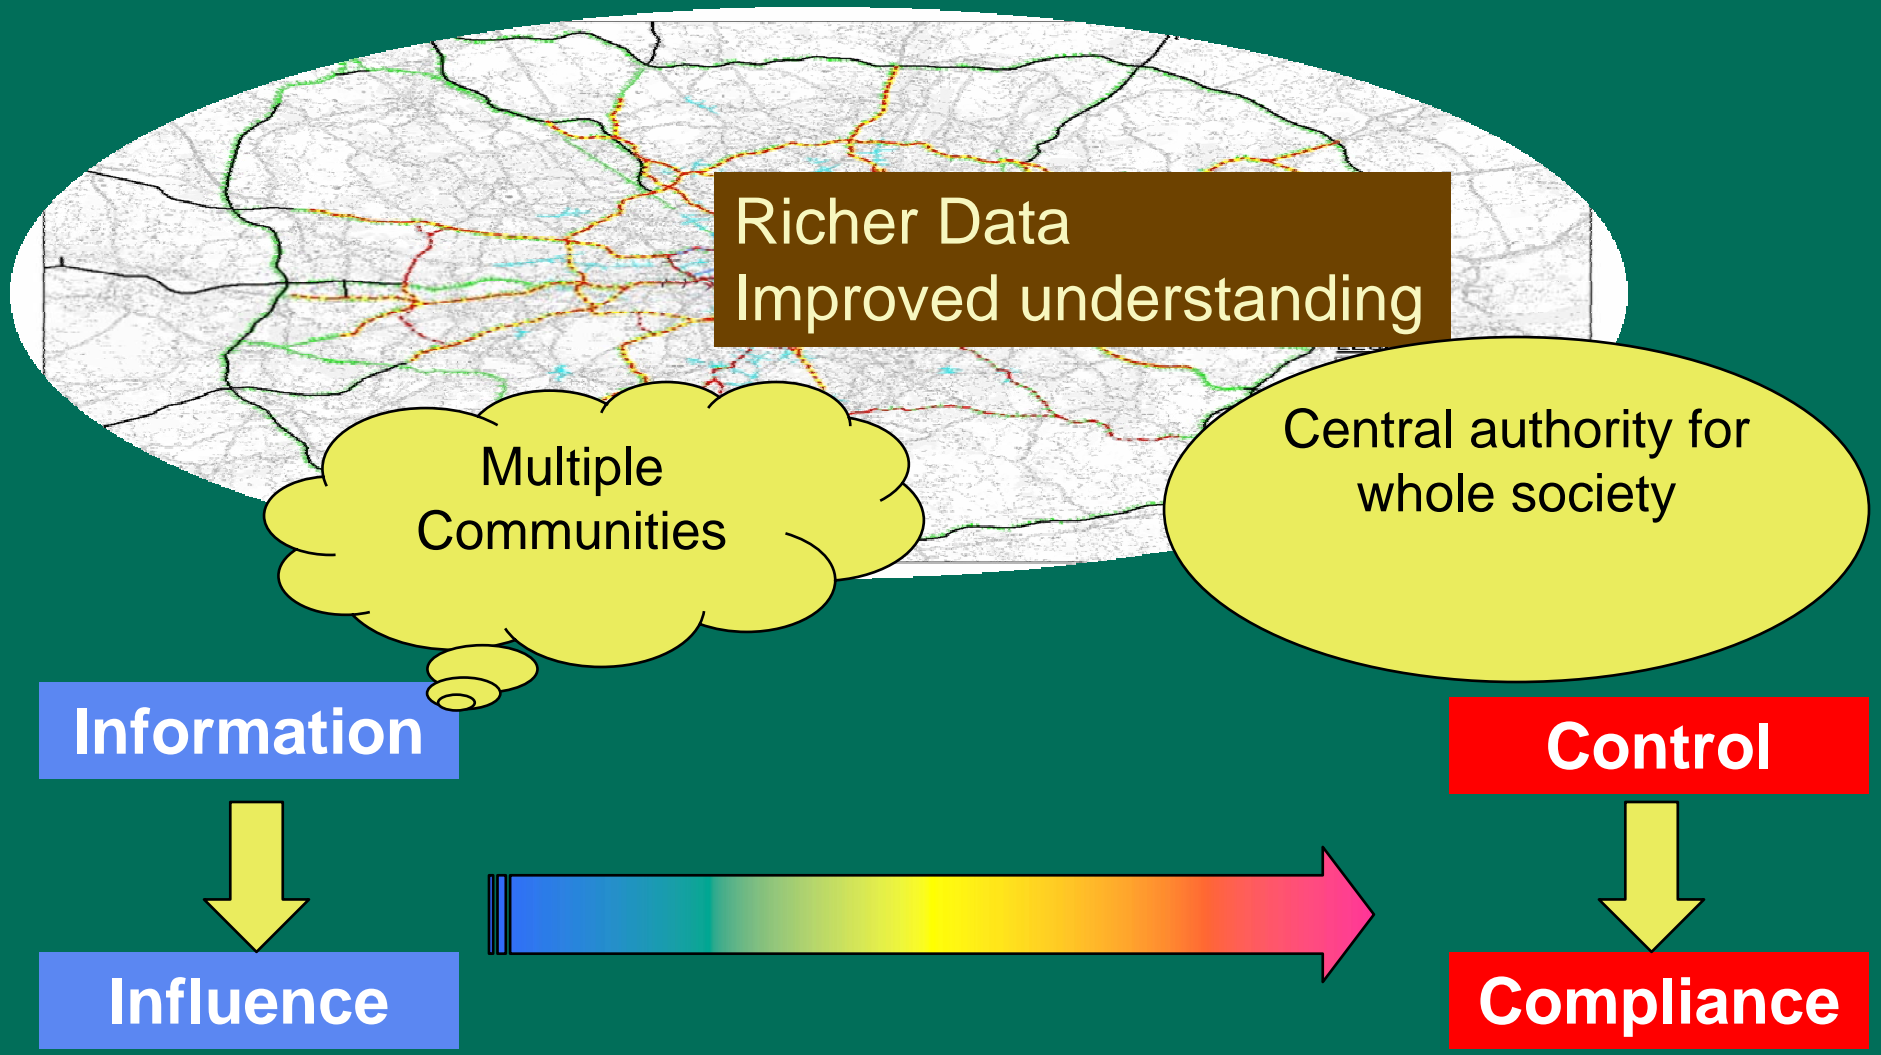 Richer Data
Improved understanding
Multiple
Communities
Central authority for
whole society
Information
Control
Influence
Compliance